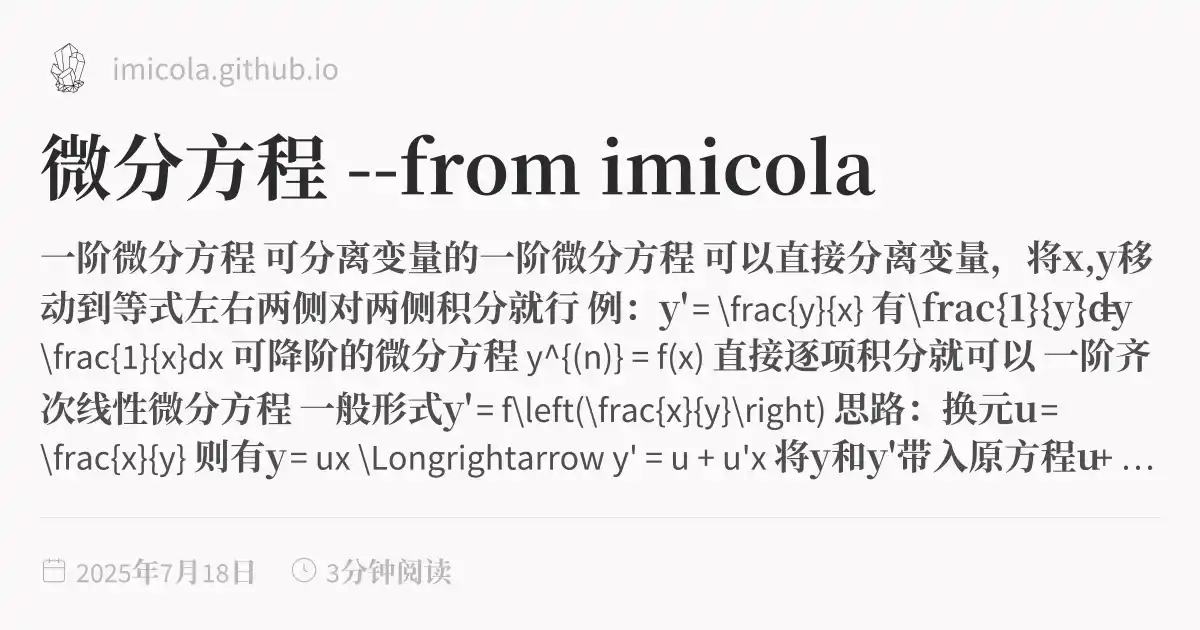 imicola.github.io
微分方程 --from imicola
一阶微分方程 可分离变量的一阶微分方程 可以直接分离变量，将x,y移
动到等式左右两侧对两侧积分就行 例：y'= \frac{y}{x} 有\frac{1}{y}dy=
\frac{1}{x}dx 可降阶的微分方程 y^{(n)} = f(x) 直接逐项积分就可以 一阶齐
次线性微分方程 一般形式y'= f\left(\frac{x}{y}\right) 思路：换元u=
\frac{x}{y} 则有y= ux \Longrightarrow y' = u + u'x 将y和y'带入原方程u+ …
2025年7月18日 3分钟阅读